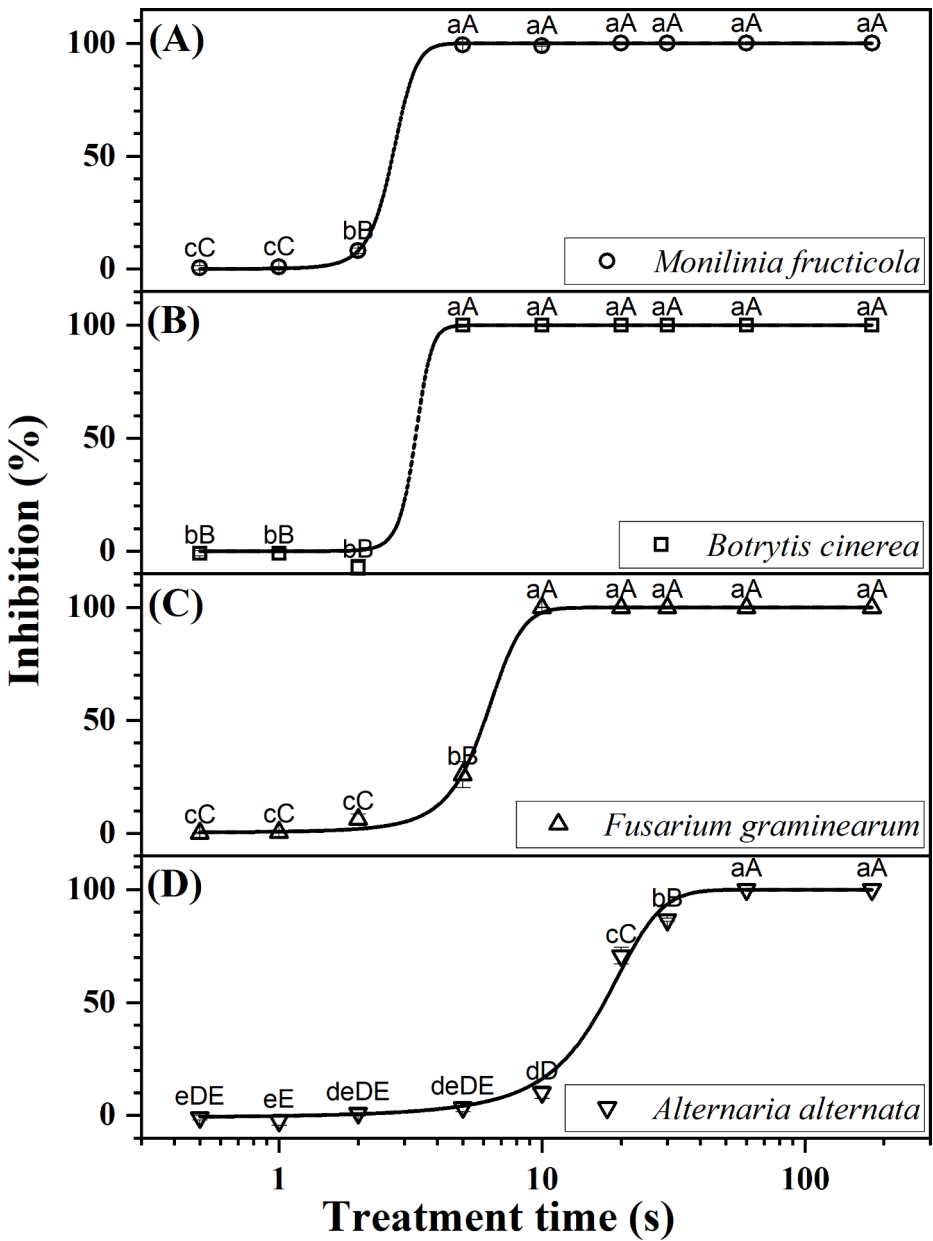 (A)
aA aA aA aA aA aA
100
50
bB
cC cC
0
Monilinia fructicola
(B)
aA aA aA aA aA aA
100
50
bB bB bB
0
Botrytis cinerea
(C)
aA aA aA aA aA
100
50
bB
cC cC cC
0
Fusarium graminearum
(D)
aA aA
100
bB
cC
50
dD
eDE eE deDE deDE
0
Alternaria alternata
Inhibition (%)
1 10 100
Treatment time (s)